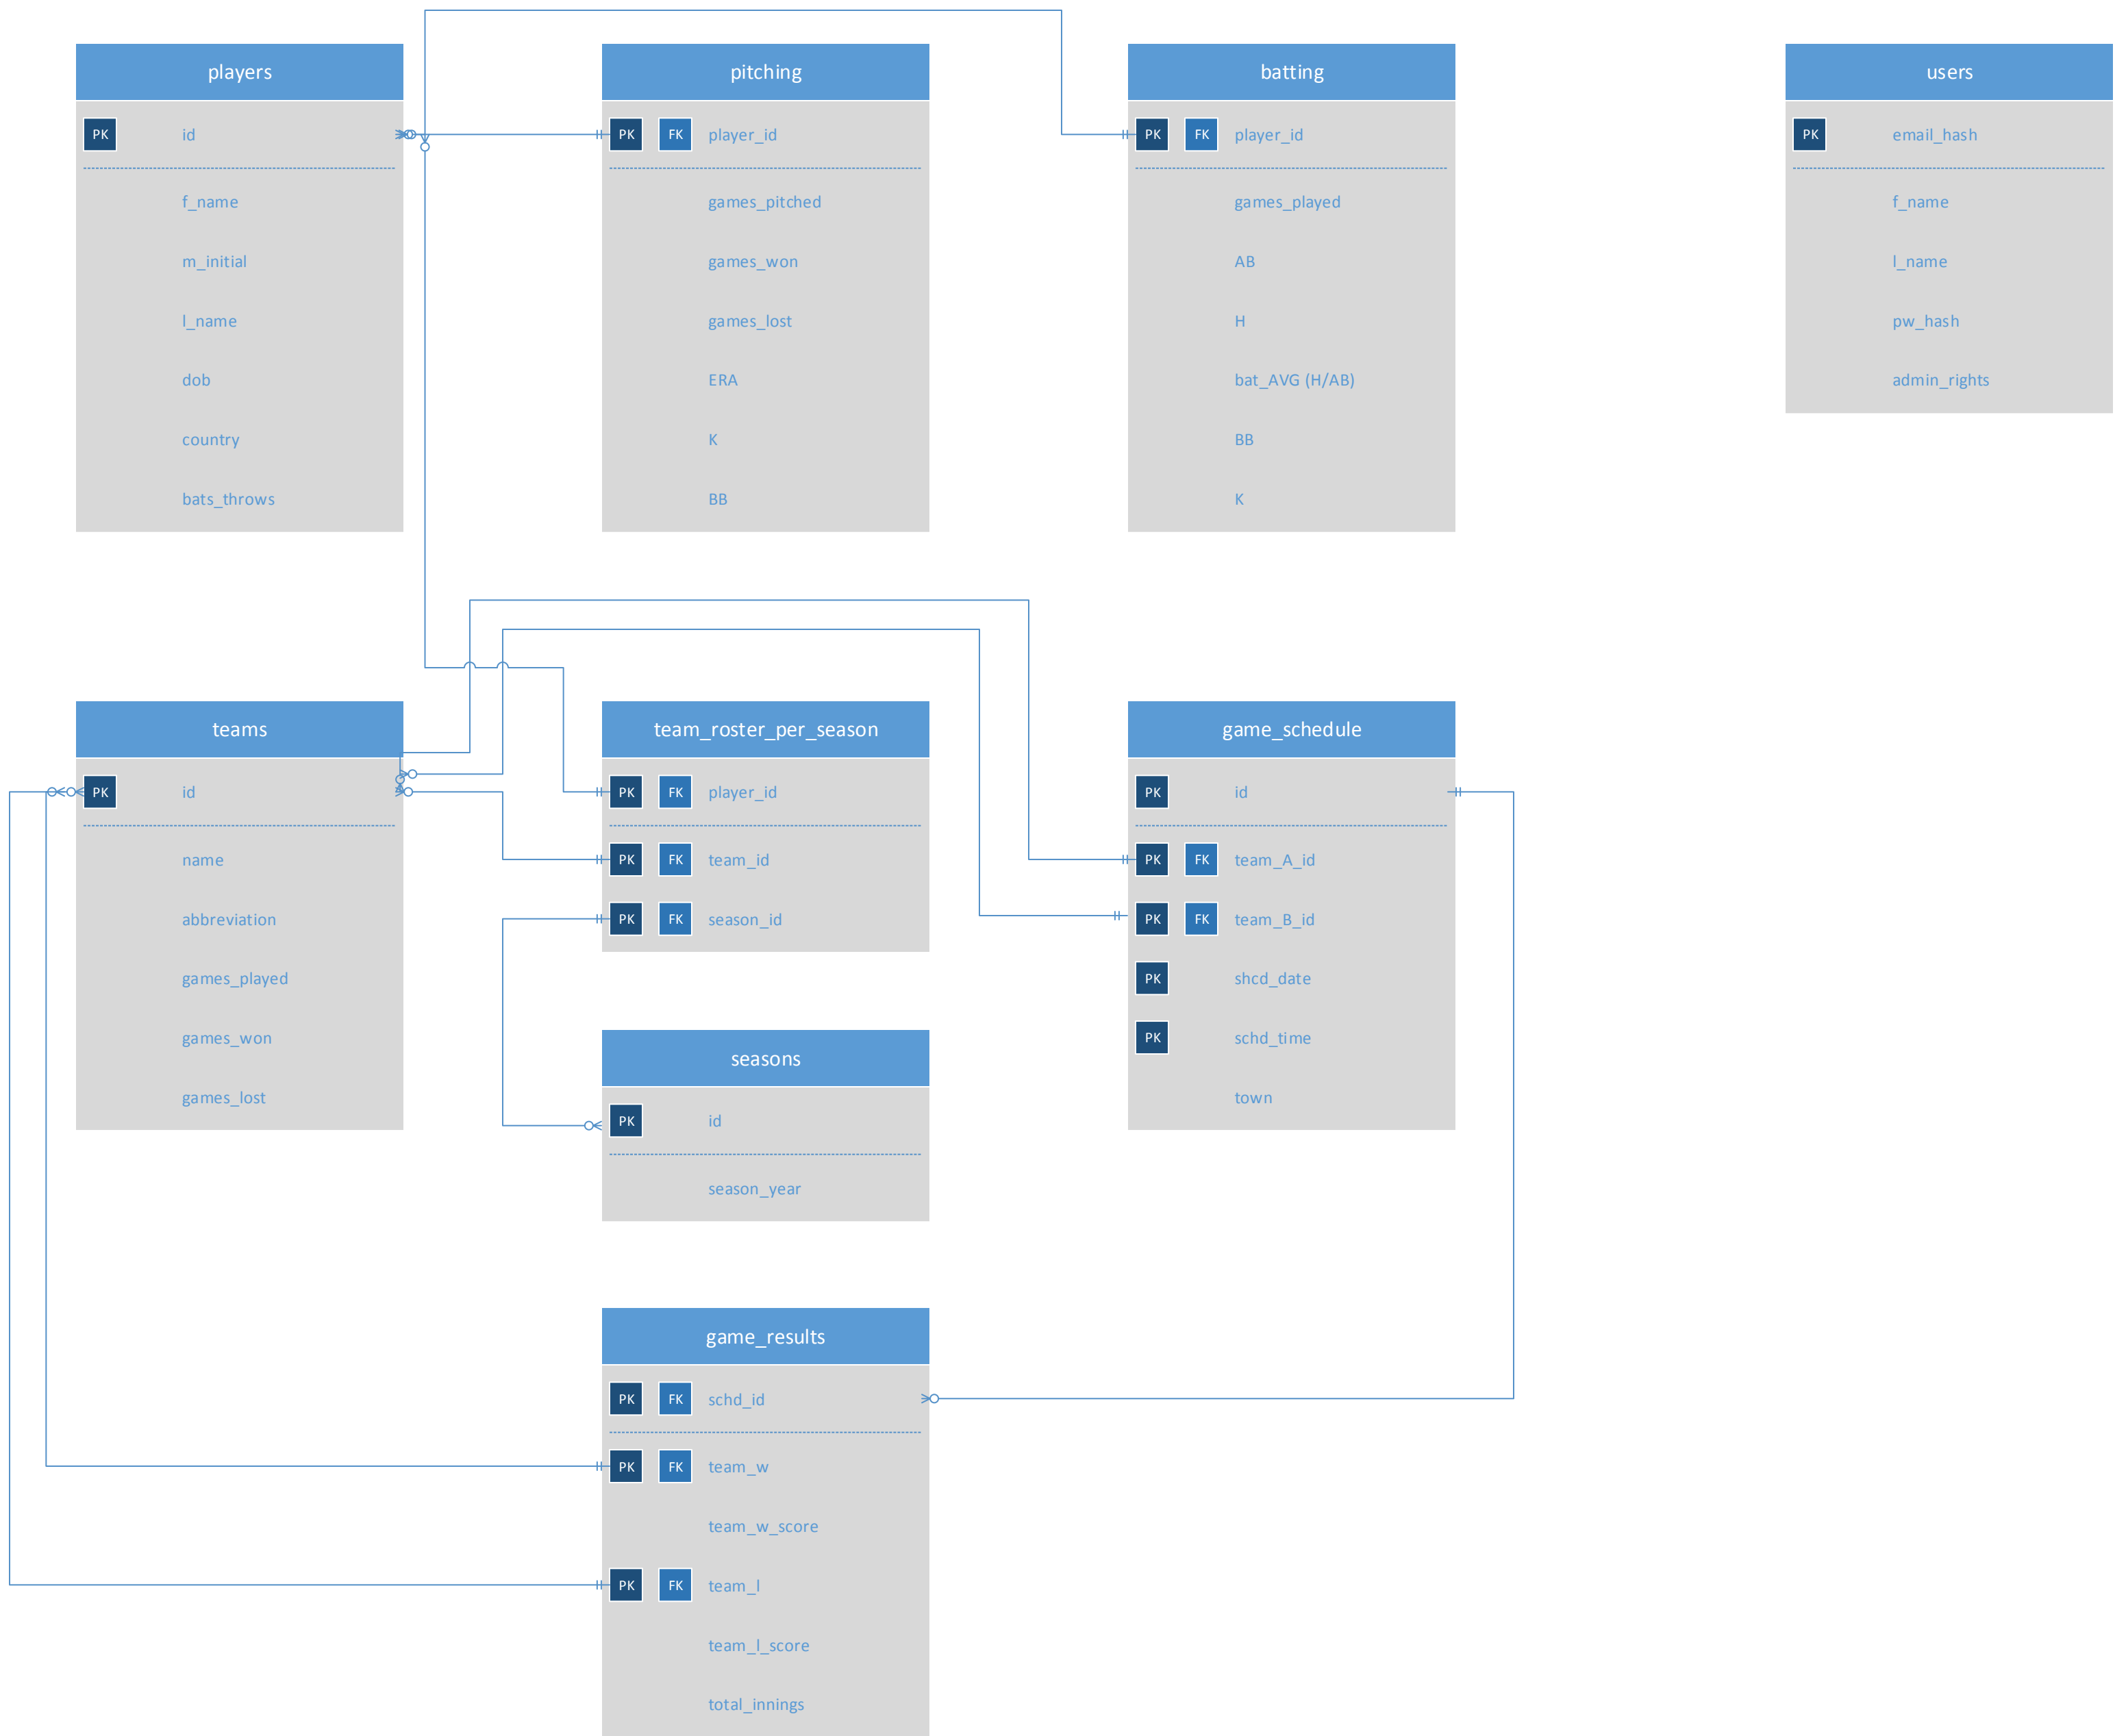 players
PK id
f_name
m_initial
l_name
dob
country
bats_throws
pitching
PK FK player_id
games_pitched
games_won
games_lost
ERA
K
BB
batting
PK FK player_id
games_played
AB
H
bat_AVG (H/AB)
BB
K
users
PK email_hash
f_name
l_name
pw_hash
admin_rights
teams
PK id
name
abbreviation
games_played
games_won
games_lost
team_roster_per_season
PK FK player_id
PK FK team_id
PK FK season_id
game_schedule
PK id
PK FK team_A_id
PK FK team_B_id
PK shcd_date
PK schd_time
town
seasons
PK id
season_year
game_results
PK FK schd_id
PK FK team_w
team_w_score
PK FK team_l
team_l_score
total_innings